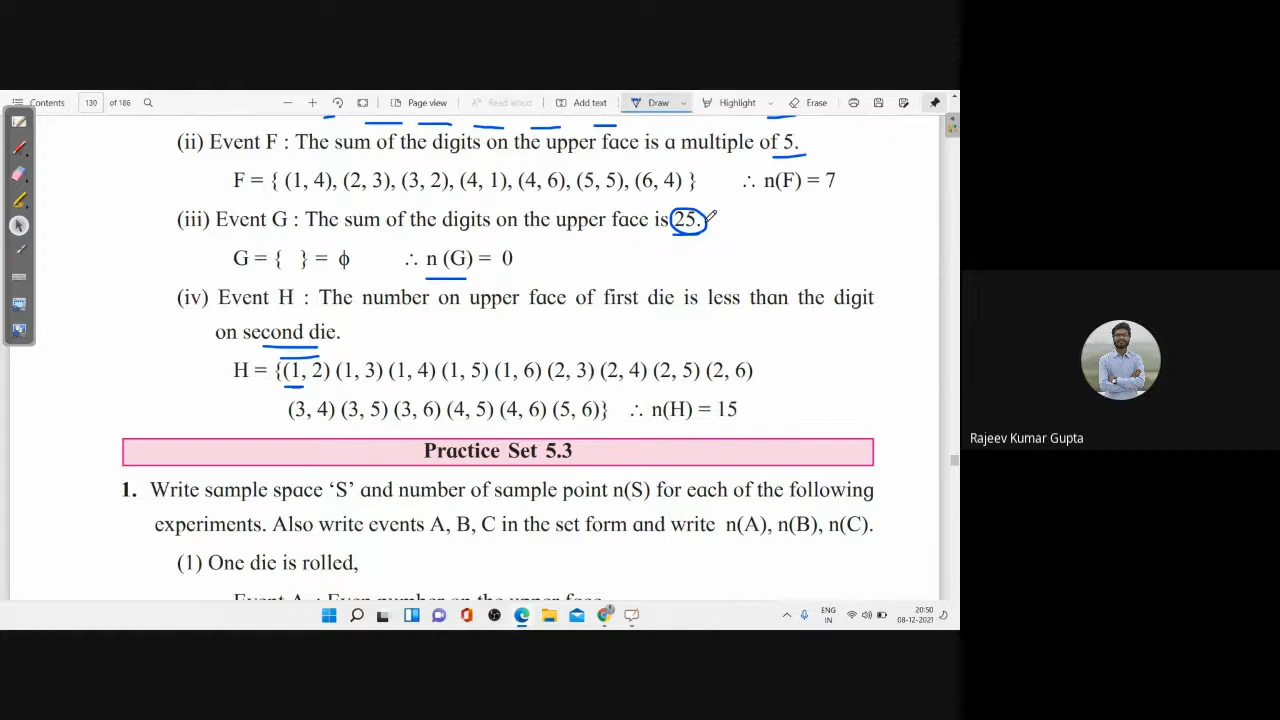 Contents 130 of 186 Page view Read aloud Add text Draw Highlight Erase
(ii) Event F : The sum of the digits on the upper face is a multiple of 5.
F = { (1, 4), (2, 3), (3, 2), (4, 1), (4, 6), (5, 5), (6, 4) } ∴ n(F) = 7
(iii) Event G : The sum of the digits on the upper face is 25.
G = { } = ϕ ∴ n (G) = 0
(iv) Event H : The number on upper face of first die is less than the digit
on second die.
H = {(1, 2) (1, 3) (1, 4) (1, 5) (1, 6) (2, 3) (2, 4) (2, 5) (2, 6)
(3, 4) (3, 5) (3, 6) (4, 5) (4, 6) (5, 6)} ∴ n(H) = 15
Practice Set 5.3
1. Write sample space ‘S’ and number of sample point n(S) for each of the following
experiments. Also write events A, B, C in the set form and write n(A), n(B), n(C).
(1) One die is rolled,
Event A : Even number on the upper face
Rajeev Kumar Gupta
ENG
IN
20:50
08-12-2021